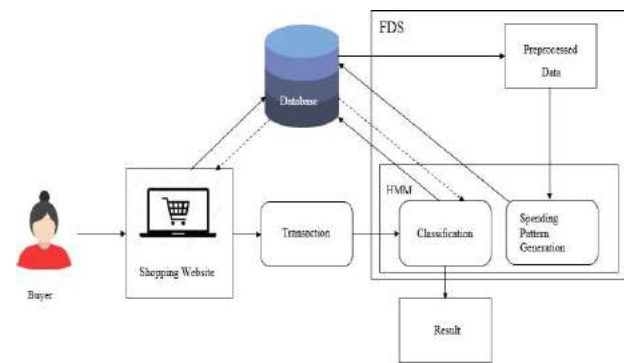 FDS
Preprocessed
Data
Database
HMM
Shopping Website
Transaction
Classification
Spending
Pattern
Generation
Buyer
Result